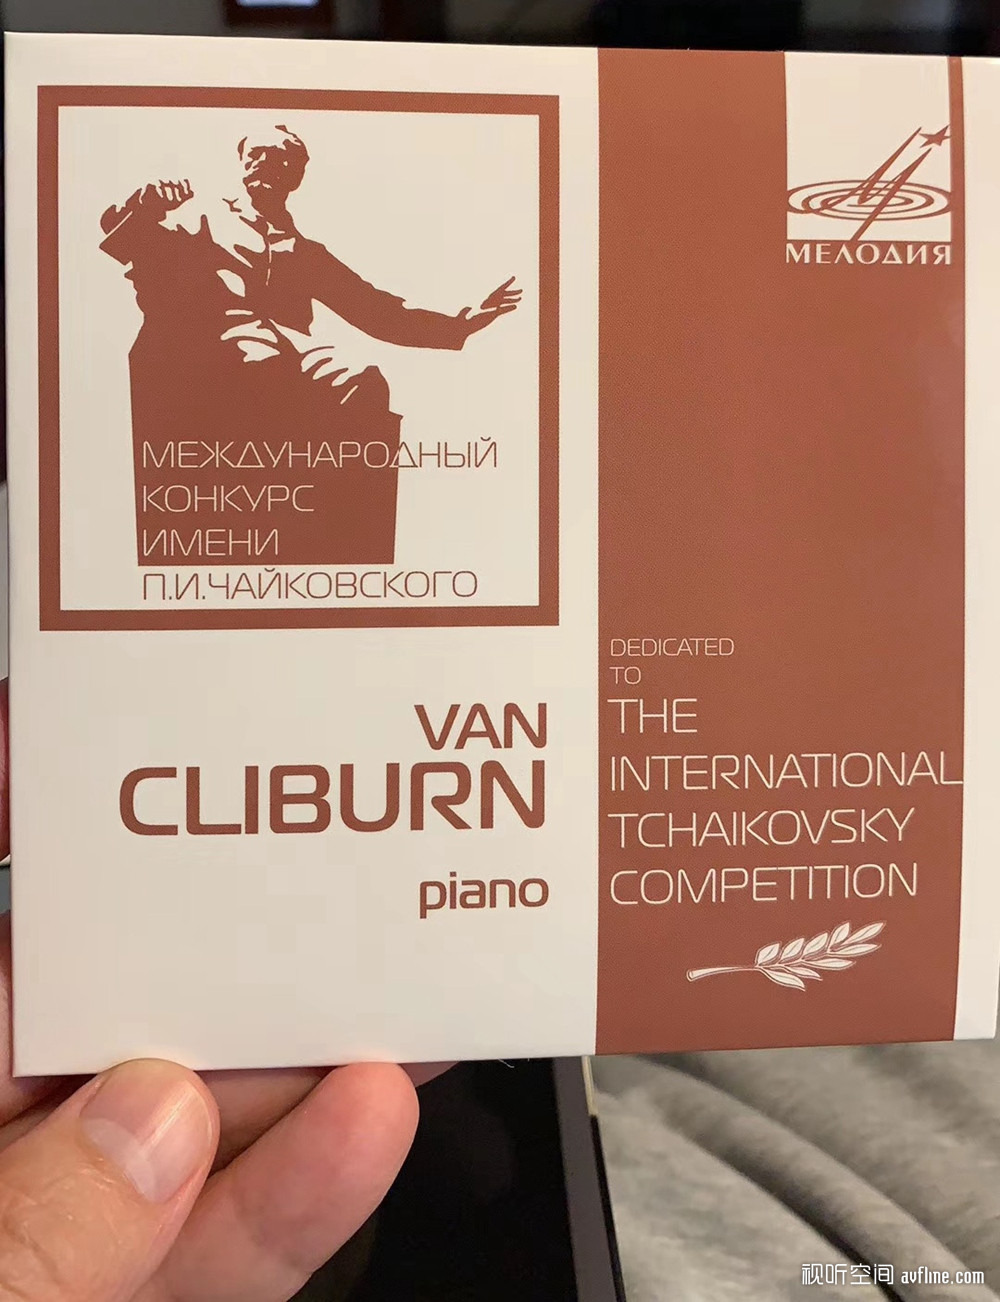 МЕЛОДИЯ
МЕЖДУНАРОДНЫЙ
КОНКУРС
ИМЕНИ
П.И.ЧАЙКОВСКОГО
VAN
CLIBURN
piano
DEDICATED
TO
THE
INTERNATIONAL
TCHAIKOVSKY
COMPETITION
视听空间 avfline.com